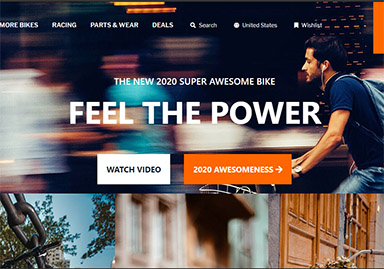 MORE BIKES RACING PARTS & WEAR DEALS Search United States Wishlist
THE NEW 2020 SUPER AWESOME BIKE
FEEL THE POWER
WATCH VIDEO 2020 AWESOMENESS →